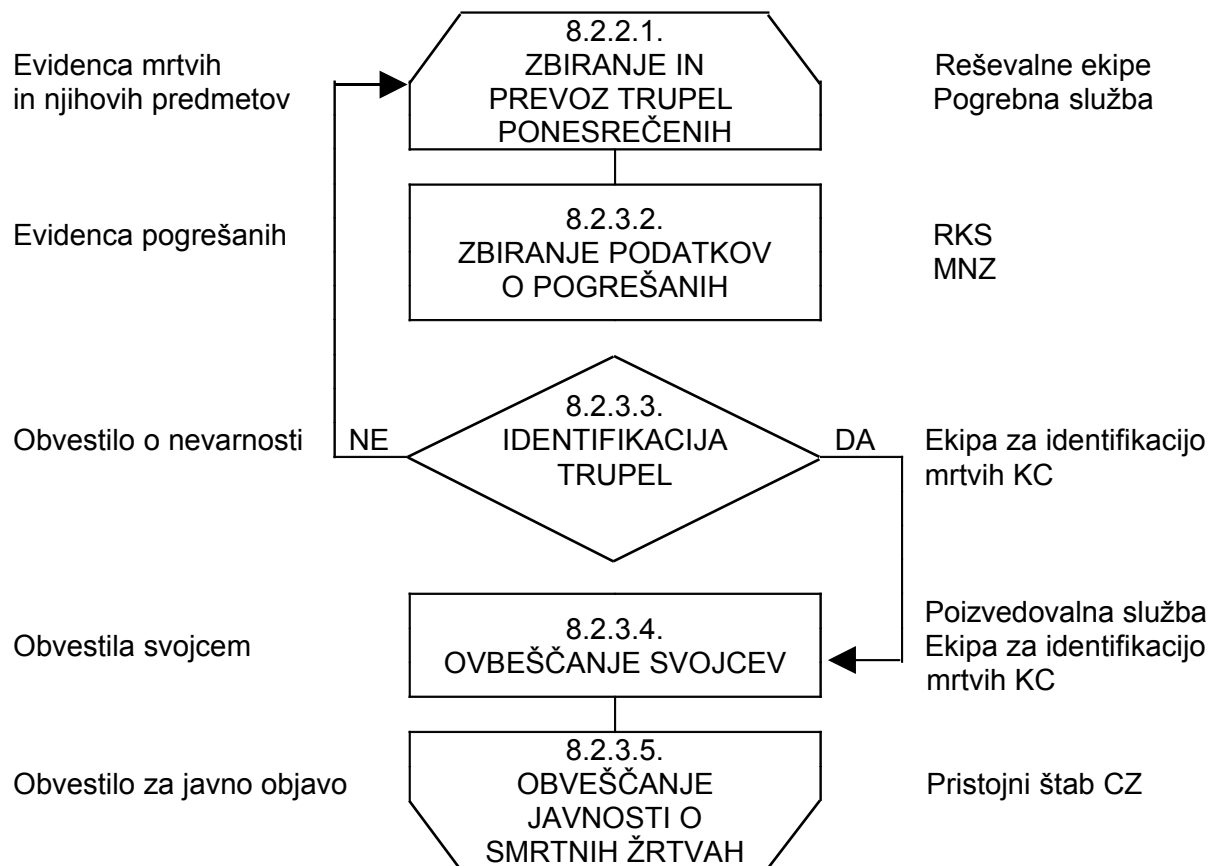 8.2.2.1.
ZBIRANJE IN
PREVOZ TRUPEL
PONESREČENIH
Evidenca mrtvih
in njihovih predmetov
Reševalne ekipe
Pogrebna služba
8.2.3.2.
ZBIRANJE PODATKOV
O POGREŠANIH
Evidenca pogrešanih
RKS
MNZ
8.2.3.3.
IDENTIFIKACIJA
TRUPEL
Obvestilo o nevarnosti
NE
DA
Ekipa za identifikacijo
mrtvih KC
8.2.3.4.
OVBEŠČANJE SVOJCEV
Obvestila svojcem
Poizvedovalna služba
Ekipa za identifikacijo
mrtvih KC
8.2.3.5.
OBVEŠČANJE
JAVNOSTI O
SMRTNIH ŽRTVAH
Obvestilo za javno objavo
Pristojni štab CZ